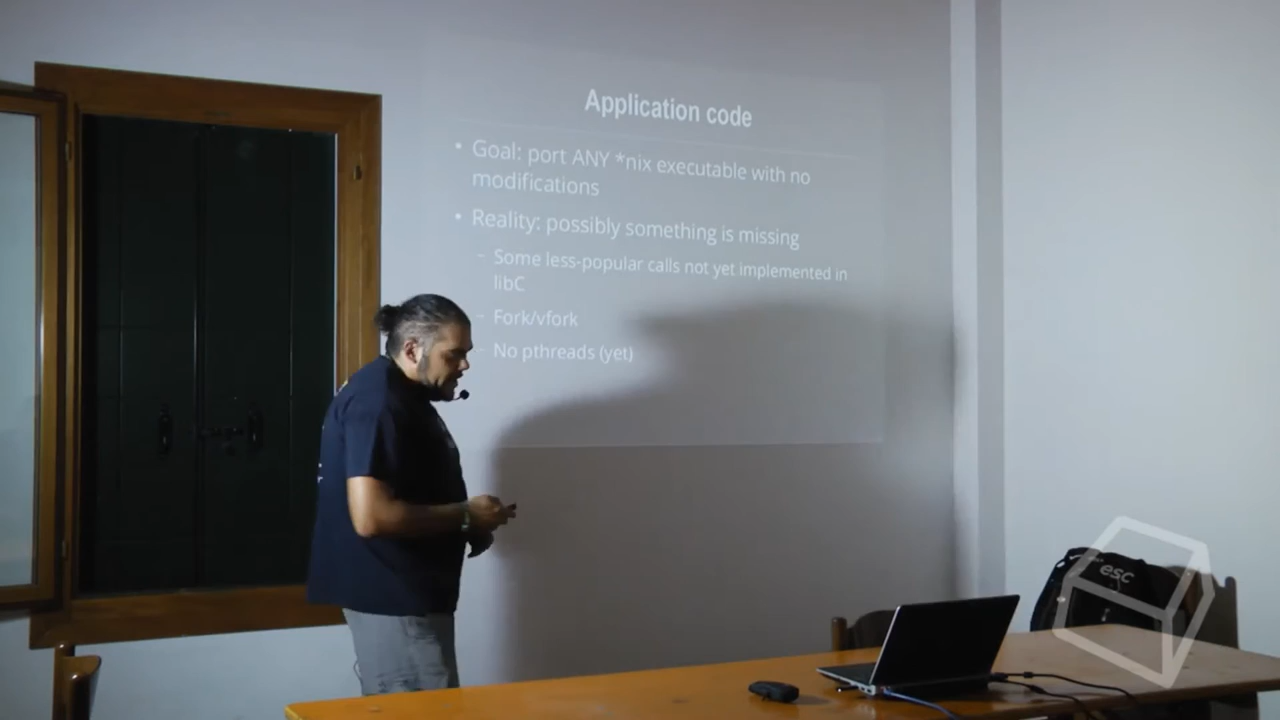 Application code
• Goal: port ANY *nix executable with no
modifications
• Reality: possibly something is missing
– Some less-popular calls not yet implemented in
libC
– Fork/vfork
– No pthreads (yet)
esc